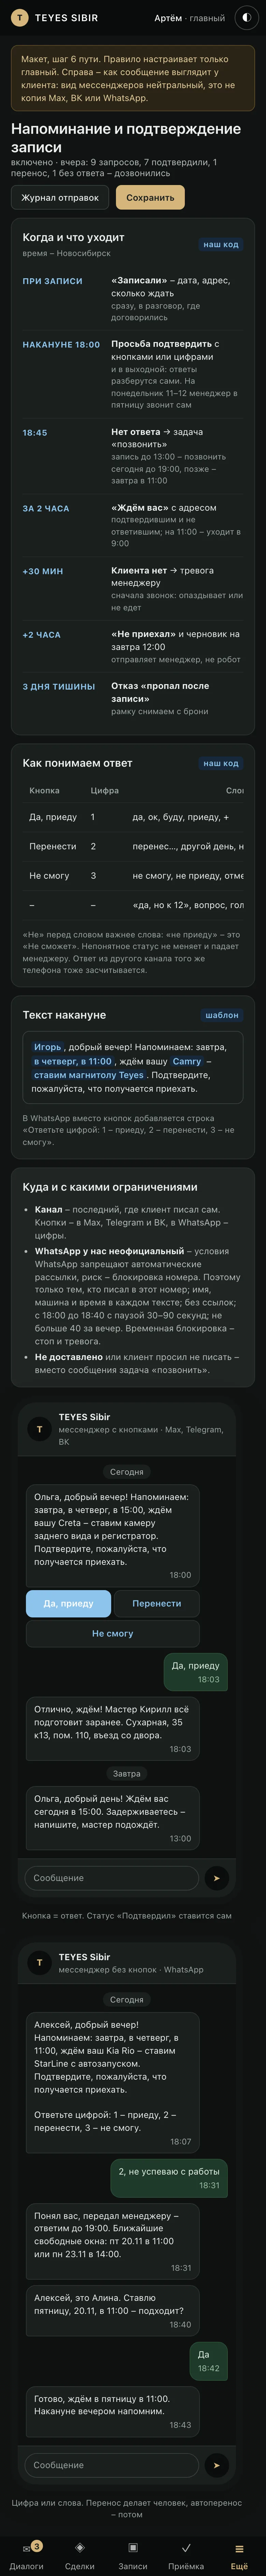 T TEYES SIBIR Артём · главный
Макет, шаг 6 пути. Правило настраивает только
главный. Справа – как сообщение выглядит у
клиента: вид мессенджеров нейтральный, это не
копия Max, ВК или WhatsApp.
Напоминание и подтверждение
записи
включено · вчера: 9 запросов, 7 подтвердили, 1
перенос, 1 без ответа – дозвонились
Журнал отправок Сохранить
Когда и что уходит наш код
время – Новосибирск
ПРИ ЗАПИСИ «Записали» – дата, адрес,
сколько ждать
сразу, в разговор, где
договорились
НАКАНУНЕ 18:00 Просьба подтвердить с
кнопками или цифрами
и в выходной: ответы
разберутся сами. На
понедельник 11–12 менеджер в
пятницу звонит сам
18:45 Нет ответа → задача
«позвонить»
запись до 13:00 – позвонить
сегодня до 19:00, позже –
завтра в 11:00
ЗА 2 ЧАСА «Ждём вас» с адресом
подтвердившим и не
ответившим; на 11:00 – уходит в
9:00
+30 МИН Клиента нет → тревога
менеджеру
сначала звонок: опаздывает или
не едет
+2 ЧАСА «Не приехал» и черновик на
завтра 12:00
отправляет менеджер, не робот
3 ДНЯ ТИШИНЫ Отказ «пропал после
записи»
рамку снимаем с брони
Как понимаем ответ наш код
Кнопка Цифра Сло
Да, приеду 1 да, ок, буду, приеду, +
Перенести 2 перенес..., другой день, н
Не смогу 3 не смогу, не приеду, отме
– – «да, но к 12», вопрос, гол
«Не» перед словом важнее слова: «не приеду» – это
«Не сможет». Непонятное статус не меняет и падает
менеджеру. Ответ из другого канала того же
телефона тоже засчитывается.
Текст накануне шаблон
Игорь, добрый вечер! Напоминаем: завтра,
в четверг, в 11:00, ждём вашу Camry –
ставим магнитолу Teyes. Подтвердите,
пожалуйста, что получается приехать.
В WhatsApp вместо кнопок добавляется строка
«Ответьте цифрой: 1 – приеду, 2 – перенести, 3 – не
смогу».
Куда и с какими ограничениями
• Канал – последний, где клиент писал сам.
Кнопки – в Max, Telegram и ВК, в WhatsApp –
цифры.
• WhatsApp у нас неофициальный – условия
WhatsApp запрещают автоматические
рассылки, риск – блокировка номера. Поэтому
только тем, кто писал в этот номер; имя,
машина и время в каждом тексте; без ссылок;
с 18:00 до 18:40 с паузой 30–90 секунд; не
больше 40 за вечер. Временная блокировка –
стоп и тревога.
• Не доставлено или клиент просил не писать –
вместо сообщения задача «позвонить».
T TEYES Sibir
мессенджер с кнопками · Max, Telegram,
ВК
Сегодня
Ольга, добрый вечер! Напоминаем:
завтра, в четверг, в 15:00, ждём
вашу Creta – ставим камеру
заднего вида и регистратор.
Подтвердите, пожалуйста, что
получается приехать.
18:00
Да, приеду Перенести
Не смогу
Да, приеду
18:03
Отлично, ждём! Мастер Кирилл всё
подготовит заранее. Сухарная, 35
к13, пом. 110, въезд со двора.
18:03
Завтра
Ольга, добрый день! Ждём вас
сегодня в 15:00. Задерживаетесь –
напишите, мастер подождёт.
13:00
Сообщение
Кнопка = ответ. Статус «Подтвердил» ставится сам
T TEYES Sibir
мессенджер без кнопок · WhatsApp
Сегодня
Алексей, добрый вечер!
Напоминаем: завтра, в четверг, в
11:00, ждём ваш Kia Rio – ставим
StarLine с автозапуском.
Подтвердите, пожалуйста, что
получается приехать.
Ответьте цифрой: 1 – приеду, 2 –
перенести, 3 – не смогу.
18:07
2, не успеваю с работы
18:31
Понял вас, передал менеджеру –
ответим до 19:00. Ближайшие
свободные окна: пт 20.11 в 11:00
или пн 23.11 в 14:00.
18:31
Алексей, это Алина. Ставлю
пятницу, 20.11, в 11:00 – подходит?
18:40
Да
18:42
Готово, ждём в пятницу в 11:00.
Накануне вечером напомним.
18:43
Сообщение
Цифра или слова. Перенос делает человек, автоперенос
– потом
3
Диалоги Сделки Записи Приёмка Ещё